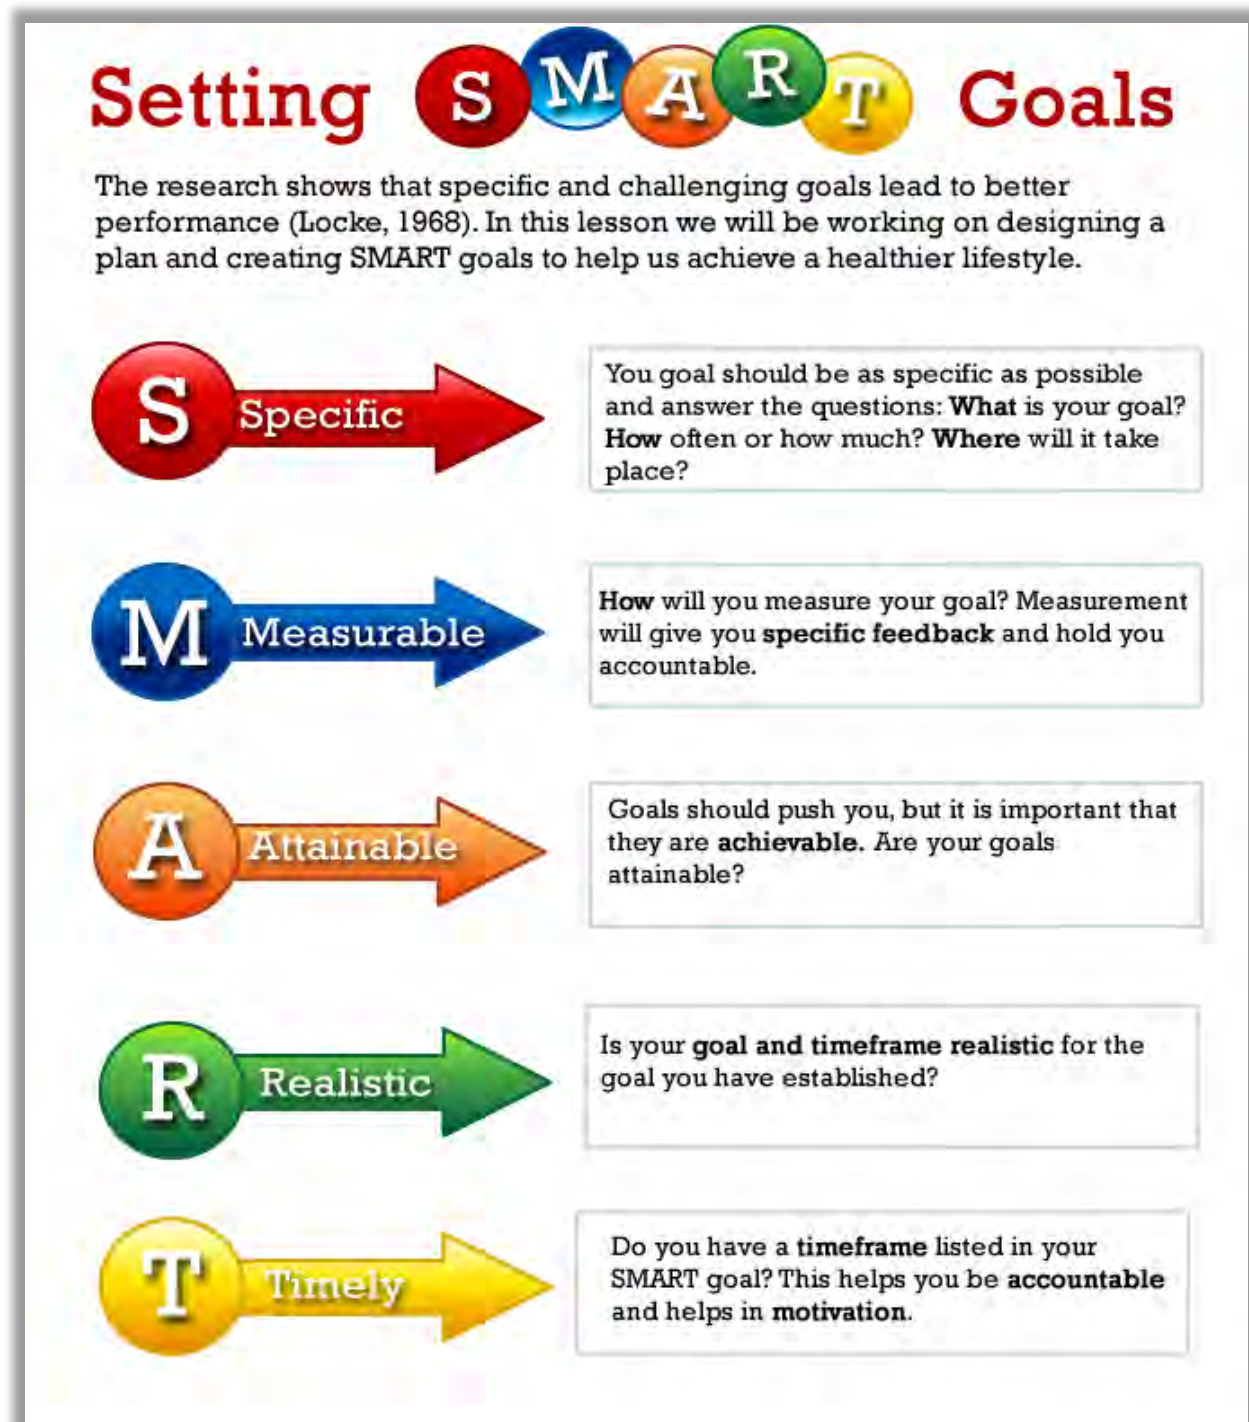 Setting SMART Goals
The research shows that specific and challenging goals lead to better
performance (Locke, 1968). In this lesson we will be working on designing a
plan and creating SMART goals to help us achieve a healthier lifestyle.
S Specific
You goal should be as specific as possible
and answer the questions: What is your goal?
How often or how much? Where will it take
place?
M Measurable
How will you measure your goal? Measurement
will give you specific feedback and hold you
accountable.
A Attainable
Goals should push you, but it is important that
they are achievable. Are your goals
attainable?
R Realistic
Is your goal and timeframe realistic for the
goal you have established?
T Timely
Do you have a timeframe listed in your
SMART goal? This helps you be accountable
and helps in motivation.